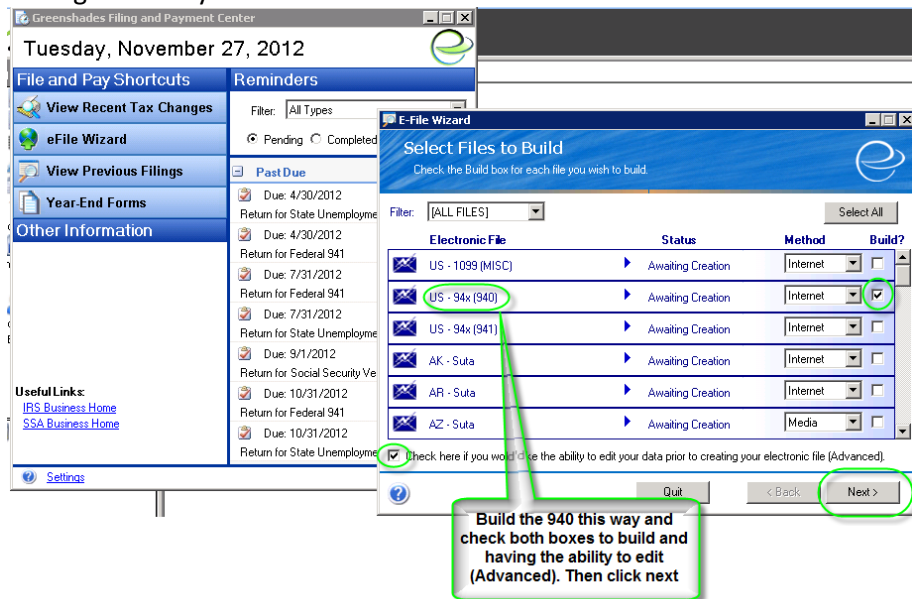 Greenshades Filing and Payment Center
Tuesday, November 27, 2012
File and Pay Shortcuts
View Recent Tax Changes
eFile Wizard
View Previous Filings
Year-End Forms
Other Information
Useful Links:
IRS Business Home
SSA Business Home
Settings
Reminders
Filter: All Types
Pending Completed
Past Due
Due: 4/30/2012
Return for State Unemployme
Due: 4/30/2012
Return for Federal 941
Due: 7/31/2012
Return for Federal 941
Due: 7/31/2012
Return for State Unemployme
Due: 9/1/2012
Return for Social Security Ve
Due: 10/31/2012
Return for Federal 941
Due: 10/31/2012
Return for State Unemployme
E-File Wizard
Select Files to Build
Check the Build box for each file you wish to build.
Filter: [ALL FILES] Select All
Electronic File Status Method Build?
US - 1099 (MISC) Awaiting Creation Internet
US - 94x (940) Awaiting Creation Internet
US - 94x (941) Awaiting Creation Internet
AK - Suta Awaiting Creation Internet
AR - Suta Awaiting Creation Internet
AZ - Suta Awaiting Creation Media
Check here if you would like the ability to edit your data prior to creating your electronic file (Advanced).
Quit < Back Next >
Build the 940 this way and
check both boxes to build and
having the ability to edit
(Advanced). Then click next